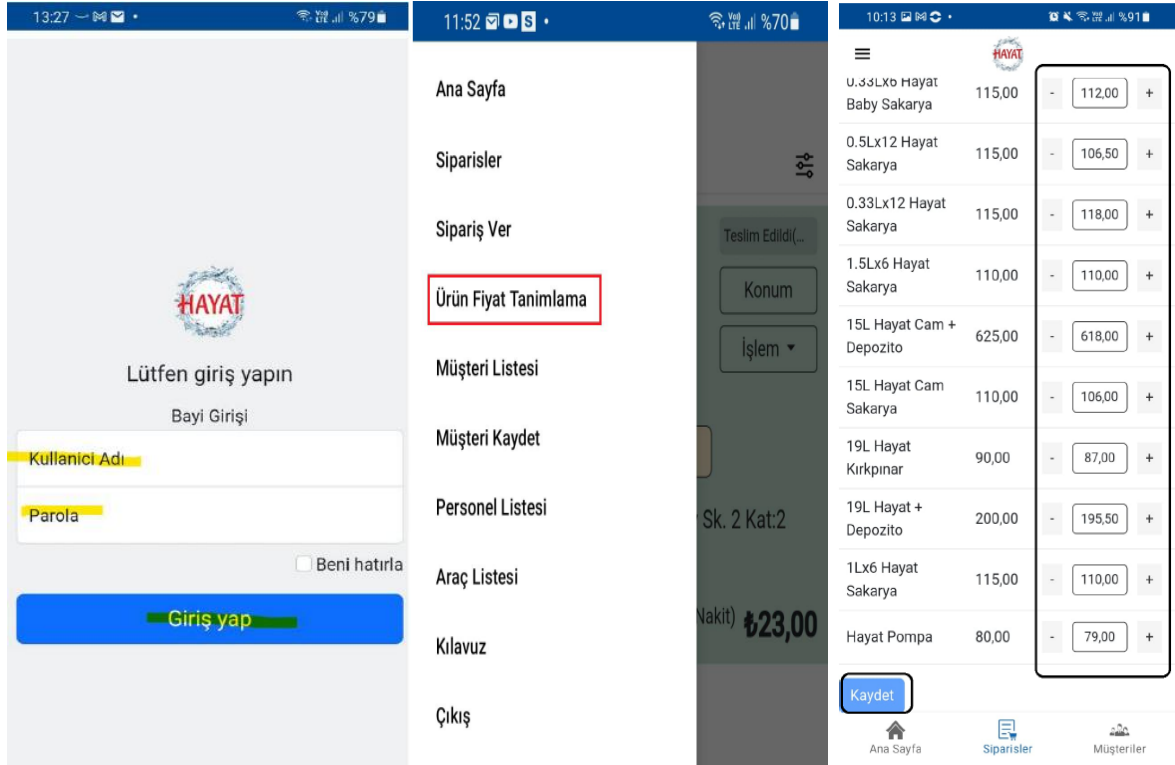 13:27
%79
HAYAT
Lütfen giriş yapın
Bayi Girişi
Kullanici Adı
Parola
Beni hatırla
Giriş yap
11:52 S
%70
Ana Sayfa
Siparisler
Sipariş Ver
Ürün Fiyat Tanimlama
Müşteri Listesi
Müşteri Kaydet
Personel Listesi
Araç Listesi
Kılavuz
Çıkış
Teslim Edildi(...
Konum
İşlem
Sk. 2 Kat:2
Nakit) ₺23,00
10:13
%91
HAYAT
0.33Lx6 Hayat
Baby Sakarya
115,00 - 112,00 +
0.5Lx12 Hayat
Sakarya
115,00 - 106,50 +
0.33Lx12 Hayat
Sakarya
115,00 - 118,00 +
1.5Lx6 Hayat
Sakarya
110,00 - 110,00 +
15L Hayat Cam +
Depozito
625,00 - 618,00 +
15L Hayat Cam
Sakarya
110,00 - 106,00 +
19L Hayat
Kırkpınar
90,00 - 87,00 +
19L Hayat +
Depozito
200,00 - 195,50 +
1Lx6 Hayat
Sakarya
115,00 - 110,00 +
Hayat Pompa 80,00 - 79,00 +
Kaydet
Ana Sayfa Siparisler Müşteriler